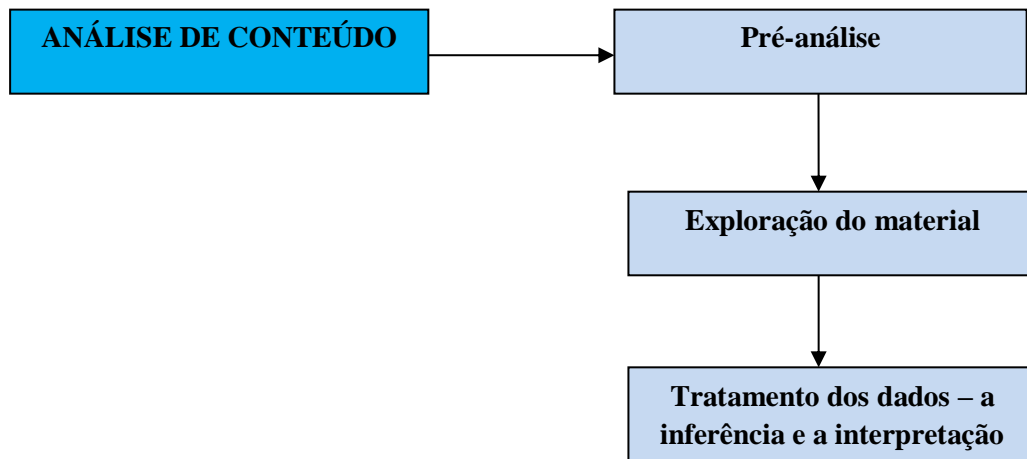 ANÁLISE DE CONTEÚDO
Pré-análise
Exploração do material
Tratamento dos dados – a
inferência e a interpretação